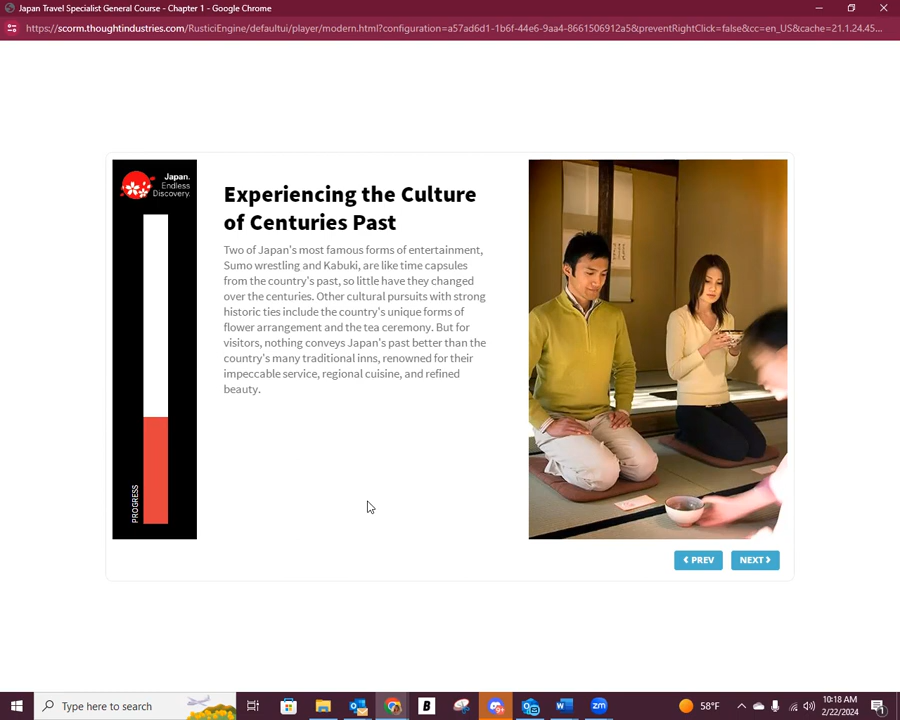 Japan Travel Specialist General Course - Chapter 1 - Google Chrome
https://scorm.thoughtindustries.com/RusticiEngine/defaultui/player/modern.html?configuration=a57ad6d1-1b6f-44e6-9aa4-8661506912a5&preventRightClick=false&cc=en_US&cache=21.1.24.45...
Japan.
Endless
Discovery.
PROGRESS
Experiencing the Culture
of Centuries Past
Two of Japan's most famous forms of entertainment,
Sumo wrestling and Kabuki, are like time capsules
from the country's past, so little have they changed
over the centuries. Other cultural pursuits with strong
historic ties include the country's unique forms of
flower arrangement and the tea ceremony. But for
visitors, nothing conveys Japan's past better than the
country's many traditional inns, renowned for their
impeccable service, regional cuisine, and refined
beauty.
PREV
NEXT
Type here to search
B
9+
W
zm
58°F
10:18 AM
2/22/2024
1